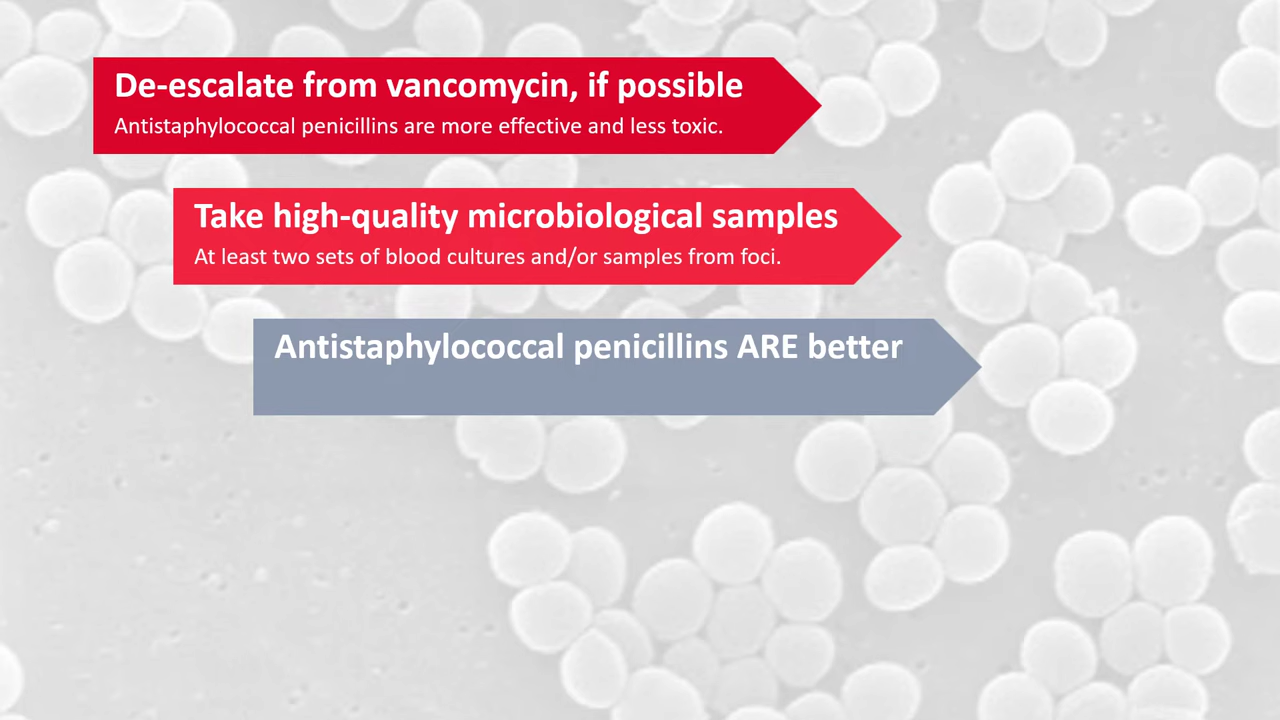 De-escalate from vancomycin, if possible
Antistaphylococcal penicillins are more effective and less toxic.
Take high-quality microbiological samples
At least two sets of blood cultures and/or samples from foci.
Antistaphylococcal penicillins ARE better